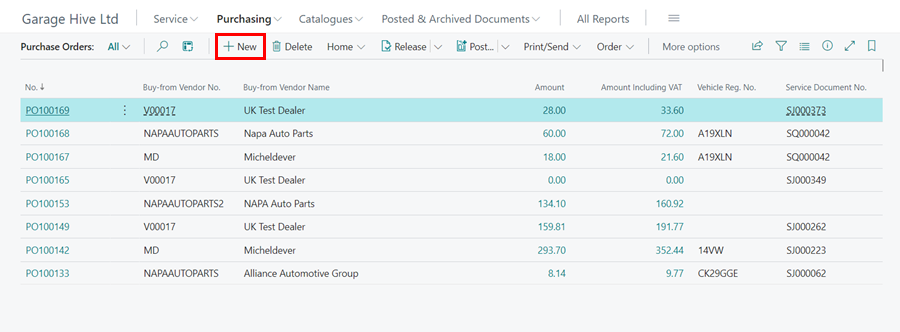 Garage Hive Ltd Service Purchasing Catalogues Posted & Archived Documents All Reports
Purchase Orders: All New Delete Home Release Post... Print/Send Order More options
No. ↓ Buy-from Vendor No. Buy-from Vendor Name Amount Amount Including VAT Vehicle Reg. No. Service Document No.
PO100169 V00017 UK Test Dealer 28.00 33.60 SJ000373
PO100168 NAPAAUTOPARTS Napa Auto Parts 60.00 72.00 A19XLN SQ000042
PO100167 MD Micheldever 18.00 21.60 A19XLN SQ000042
PO100165 V00017 UK Test Dealer 0.00 0.00 SJ000349
PO100153 NAPAAUTOPARTS2 NAPA Auto Parts 134.10 160.92
PO100149 V00017 UK Test Dealer 159.81 191.77 SJ000262
PO100142 MD Micheldever 293.70 352.44 14VW SJ000223
PO100133 NAPAAUTOPARTS Alliance Automotive Group 8.14 9.77 CK29GGE SJ000062